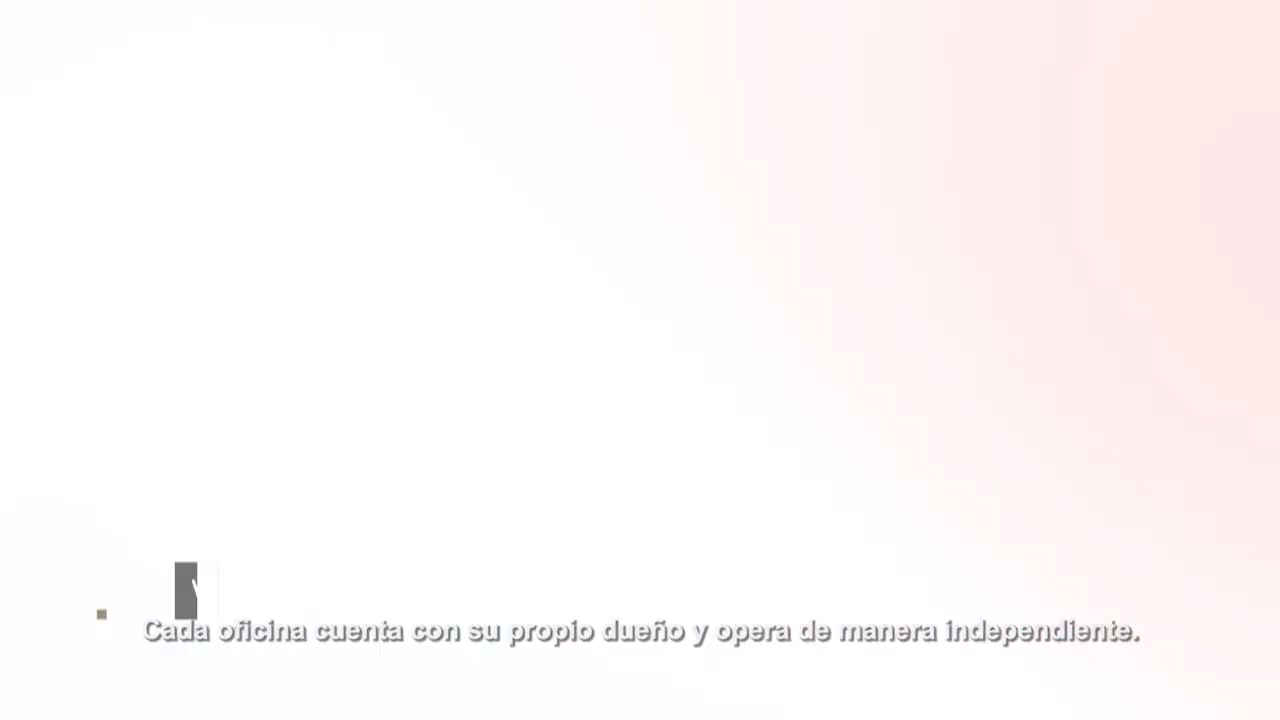 Cada oficina cuenta con su propio dueño y opera de manera independiente.